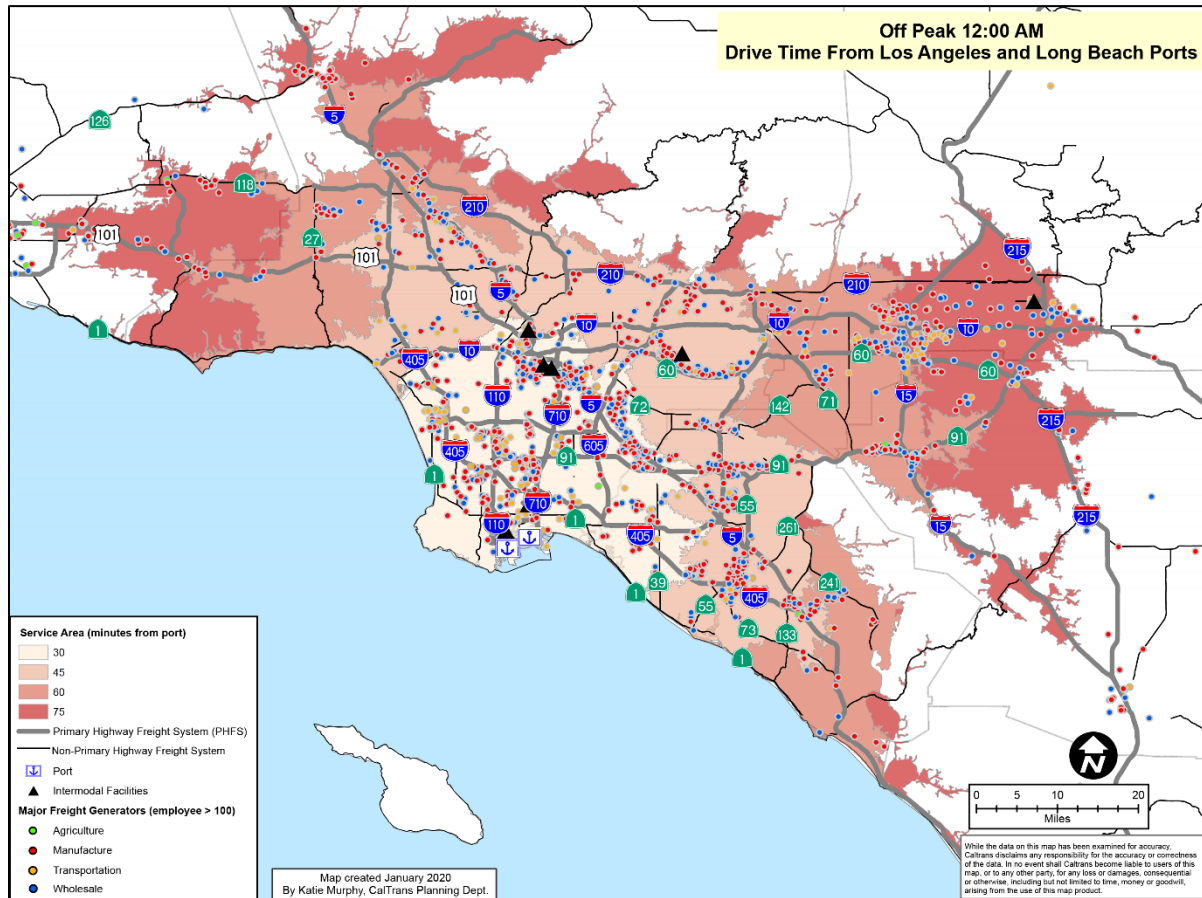 Off Peak 12:00 AM
Drive Time From Los Angeles and Long Beach Ports
126
5
118
210
101
27
101
215
1
101
5
210
210
10
10
10
405
10
60
60
60
110
5
72
142
71
15
215
710
405
605
91
91
91
1
55
710
110
1
261
215
405
5
15
39
241
1
55
405
73
133
1
Service Area (minutes from port)
30
45
60
75
Primary Highway Freight System (PHFS)
Non-Primary Highway Freight System
Port
Intermodal Facilities
Major Freight Generators (employee > 100)
Agriculture
Manufacture
Transportation
Wholesale
Map created January 2020
By Katie Murphy, CalTrans Planning Dept.
N
0 5 10 20
Miles
While the data on this map has been examined for accuracy,
Caltrans disclaims any responsibility for the accuracy or correctness
of the data. In no event shall Caltrans become liable to users of this
map, or to any other party, for any loss or damages, consequential
or otherwise, including but not limited to time, money or goodwill,
arising from the use of this map product.